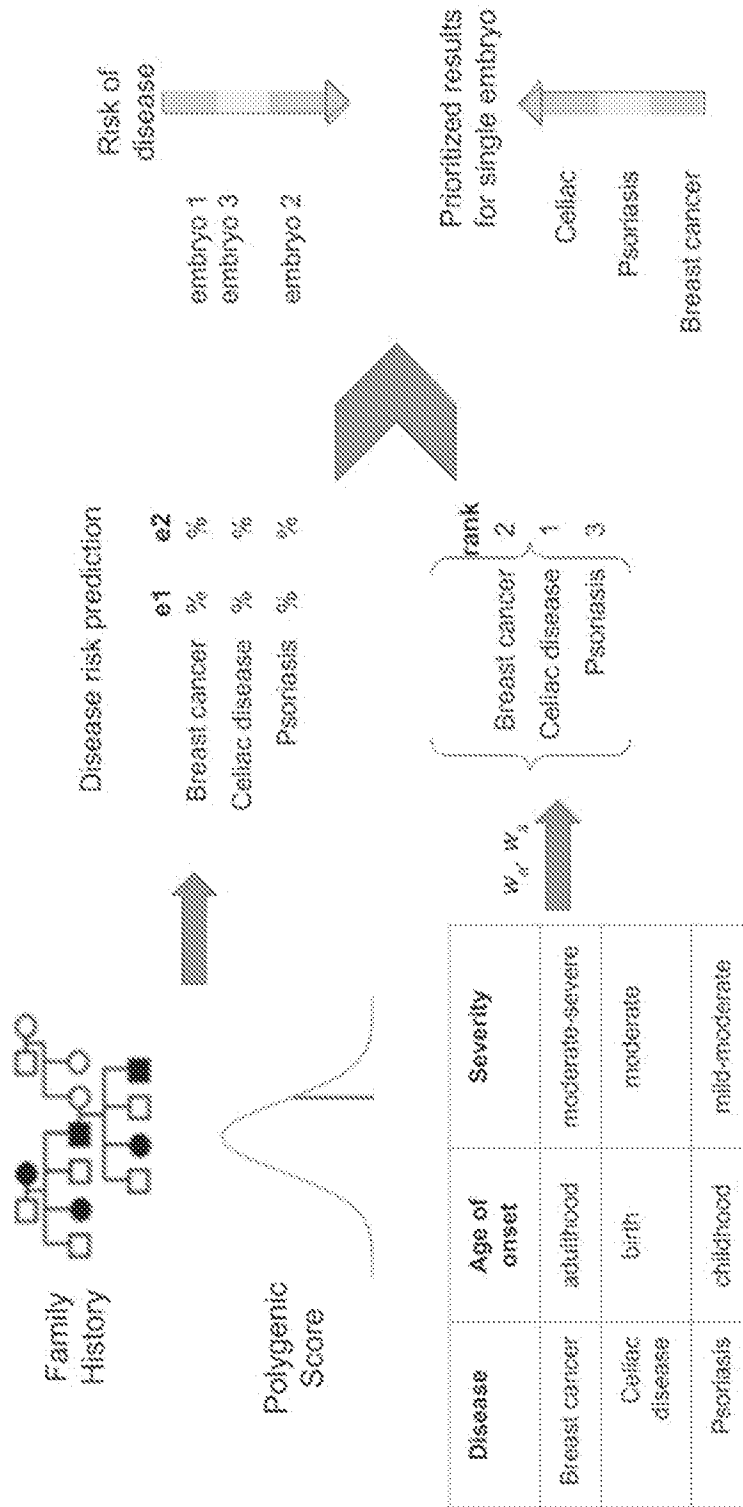 Family
History
Polygenic
Score
Disease risk prediction
e1 e2
Breast cancer % %
Celiac disease % %
Psoriasis % %
Risk of
disease
embryo 1
embryo 3
embryo 2
Disease Age of onset Severity
Breast cancer adulthood moderate-severe
Celiac disease birth moderate
Psoriasis childhood mild-moderate
rank
Breast cancer 2
Celiac disease 1
Psoriasis 3
Prioritized results
for single embryo
Celiac
Psoriasis
Breast cancer